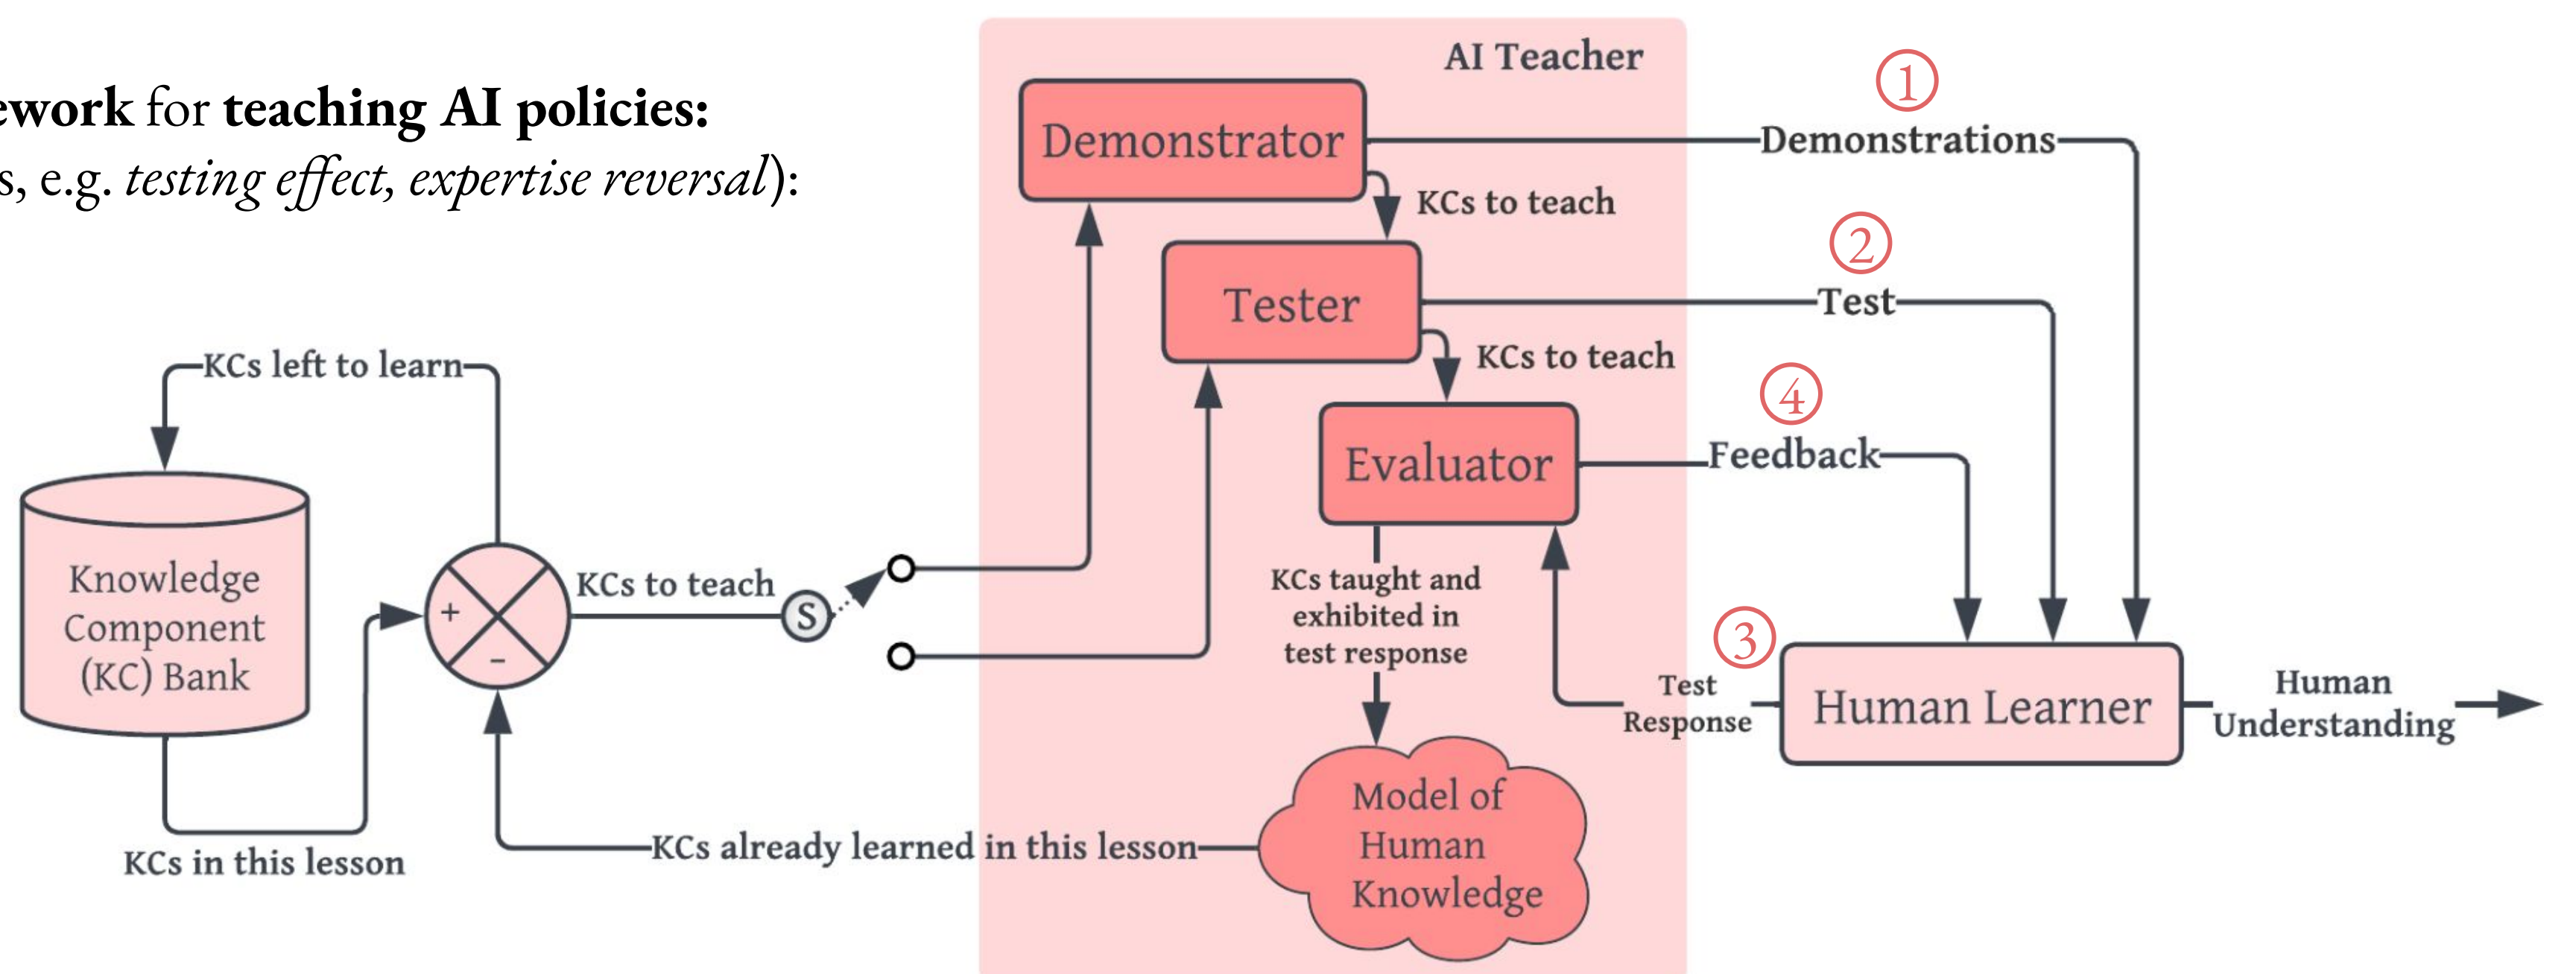 ework for teaching AI policies:
s, e.g. testing effect, expertise reversal):
AI Teacher
Demonstrator
1
Demonstrations
KCs to teach
Tester
2
Test
KCs to teach
Evaluator
4
Feedback
KCs left to learn
Knowledge
Component
(KC) Bank
+
−
KCs to teach
S
KCs taught and
exhibited in
test response
3
Test
Response
Human Learner
Human
Understanding
Model of
Human
Knowledge
KCs already learned in this lesson
KCs in this lesson